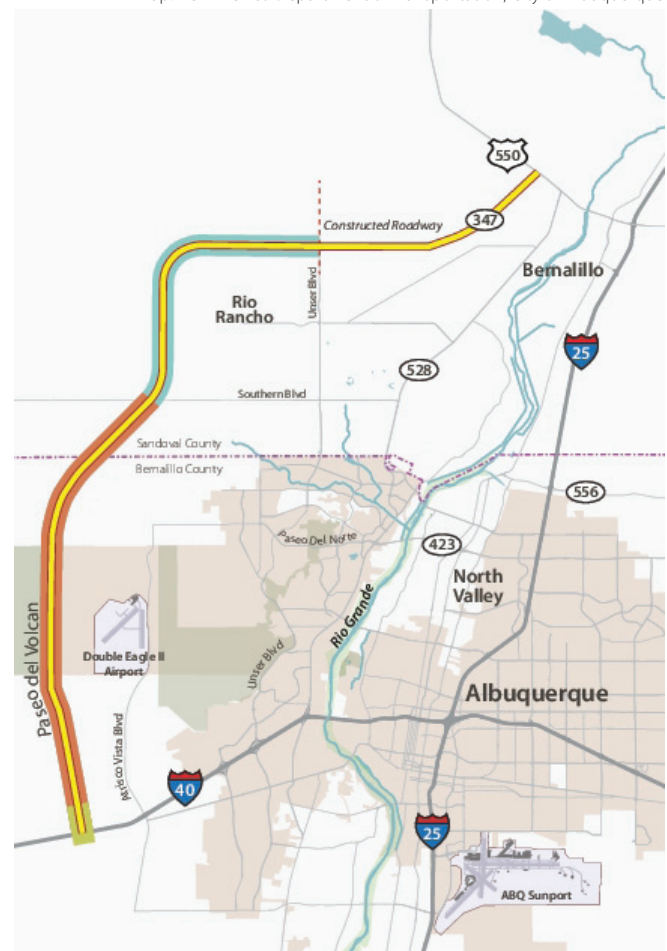 550
Constructed Roadway
347
Bernalillo
Rio
Rancho
Unser Blvd
25
528
Southern Blvd
Sandoval County
Bernalillo County
556
Paseo Del Norte
423
North
Valley
Rio Grande
Paseo del Volcan
Double Eagle II
Airport
Unser Blvd
Albuquerque
Atrisco Vista Blvd
40
25
ABQ Sunport